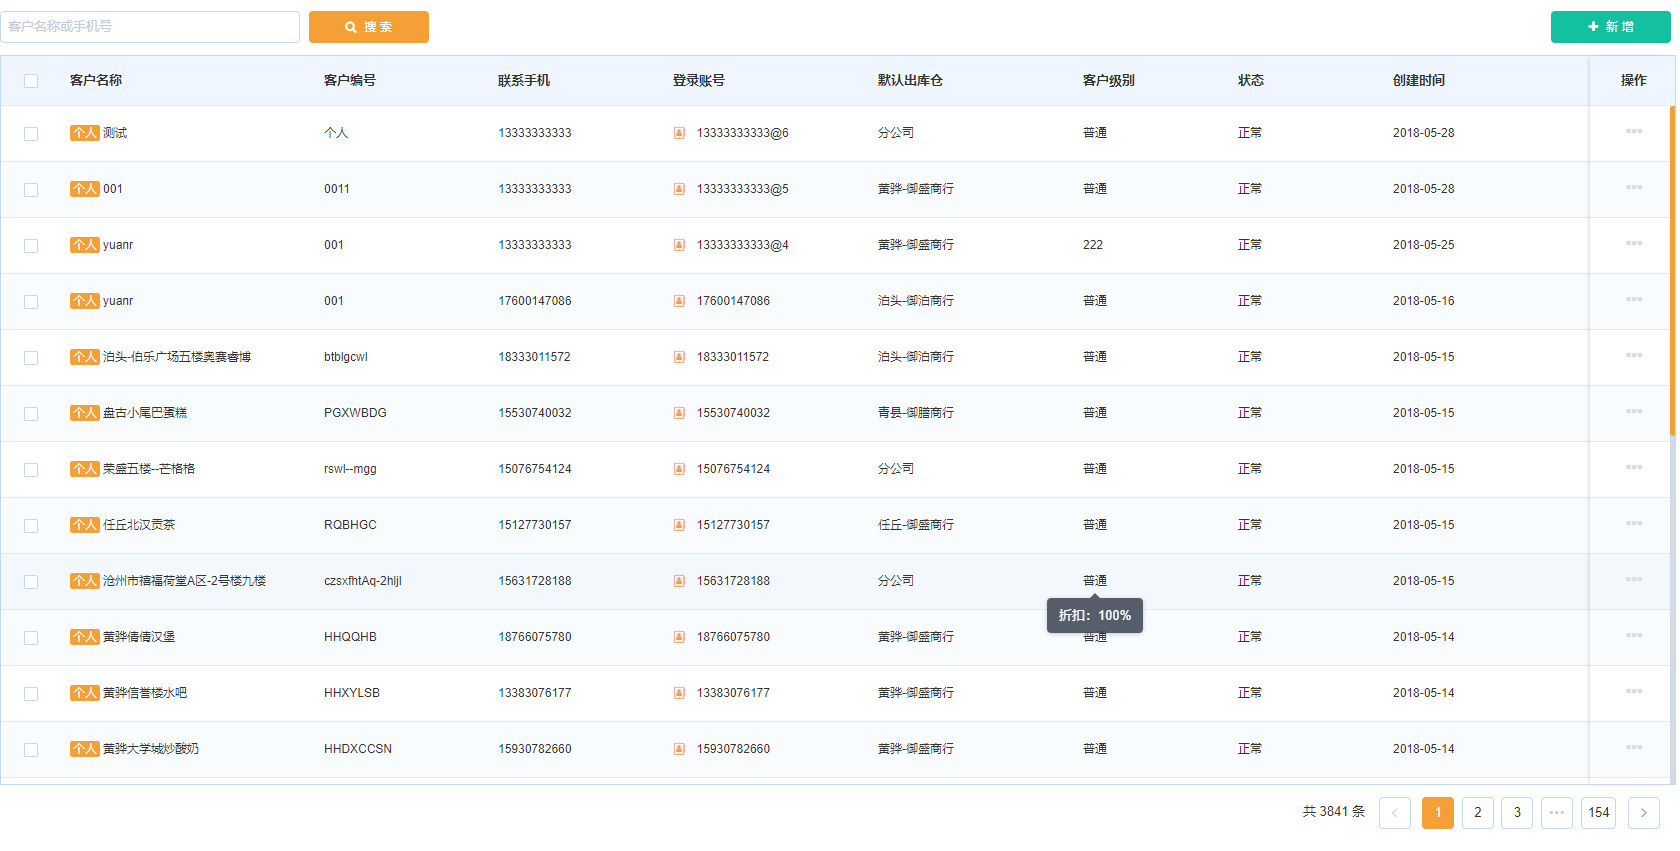 客户名称或手机号 搜 索 新 增
客户名称 客户编号 联系手机 登录账号 默认出库仓 客户级别 状态 创建时间 操作
个人 测试 个人 13333333333 13333333333@6 分公司 普通 正常 2018-05-28
个人 001 0011 13333333333 13333333333@5 黄骅-御盛商行 普通 正常 2018-05-28
个人 yuanr 001 13333333333 13333333333@4 黄骅-御盛商行 222 正常 2018-05-25
个人 yuanr 001 17600147086 17600147086 泊头-御泊商行 普通 正常 2018-05-16
个人 泊头-伯乐广场五楼奥赛睿博 btblgcwl 18333011572 18333011572 泊头-御泊商行 普通 正常 2018-05-15
个人 盘古小尾巴蛋糕 PGXWBDG 15530740032 15530740032 青县-御腊商行 普通 正常 2018-05-15
个人 荣盛五楼--芒格格 rswl--mgg 15076754124 15076754124 分公司 普通 正常 2018-05-15
个人 任丘北汉贡茶 RQBHGC 15127730157 15127730157 任丘-御盛商行 普通 正常 2018-05-15
个人 沧州市禧福荷堂A区-2号楼九楼 czsxfhtAq-2hljl 15631728188 15631728188 分公司 普通 正常 2018-05-15
折扣：100%
个人 黄骅倩倩汉堡 HHQQHB 18766075780 18766075780 黄骅-御盛商行 普通 正常 2018-05-14
个人 黄骅信誉楼水吧 HHXYLSB 13383076177 13383076177 黄骅-御盛商行 普通 正常 2018-05-14
个人 黄骅大学城炒酸奶 HHDXCCSN 15930782660 15930782660 黄骅-御盛商行 普通 正常 2018-05-14
共 3841 条 1 2 3 154